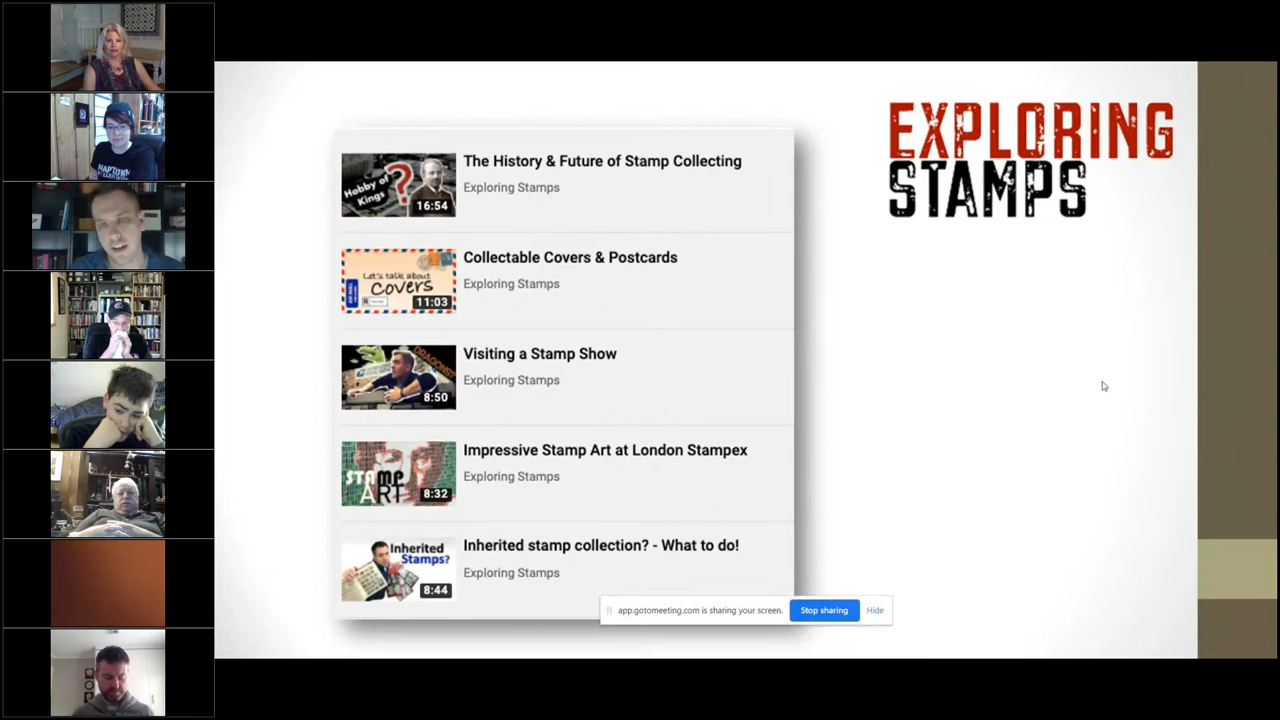 EXPLORING
STAMPS
The History & Future of Stamp Collecting
Exploring Stamps
Hobby of
Kings
?
16:54
Collectable Covers & Postcards
Exploring Stamps
Let's talk about
Covers
11:03
Visiting a Stamp Show
Exploring Stamps
8:50
Impressive Stamp Art at London Stampex
Exploring Stamps
STAMP
ART
8:32
Inherited stamp collection? - What to do!
Exploring Stamps
Inherited
Stamps?
8:44
app.gotomeeting.com is sharing your screen.
Stop sharing
Hide